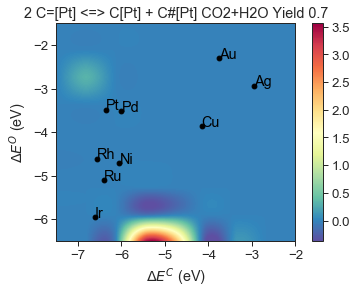 2 C=[Pt] <=> C[Pt] + C#[Pt] CO2+H2O Yield 0.7
−2
−3
−4
−5
−6
ΔE^O (eV)
Au
Ag
Pt
Pd
Cu
Rh
Ni
Ru
Ir
−7
−6
−5
−4
−3
−2
ΔE^C (eV)
3.5
3.0
2.5
2.0
1.5
1.0
0.5
0.0